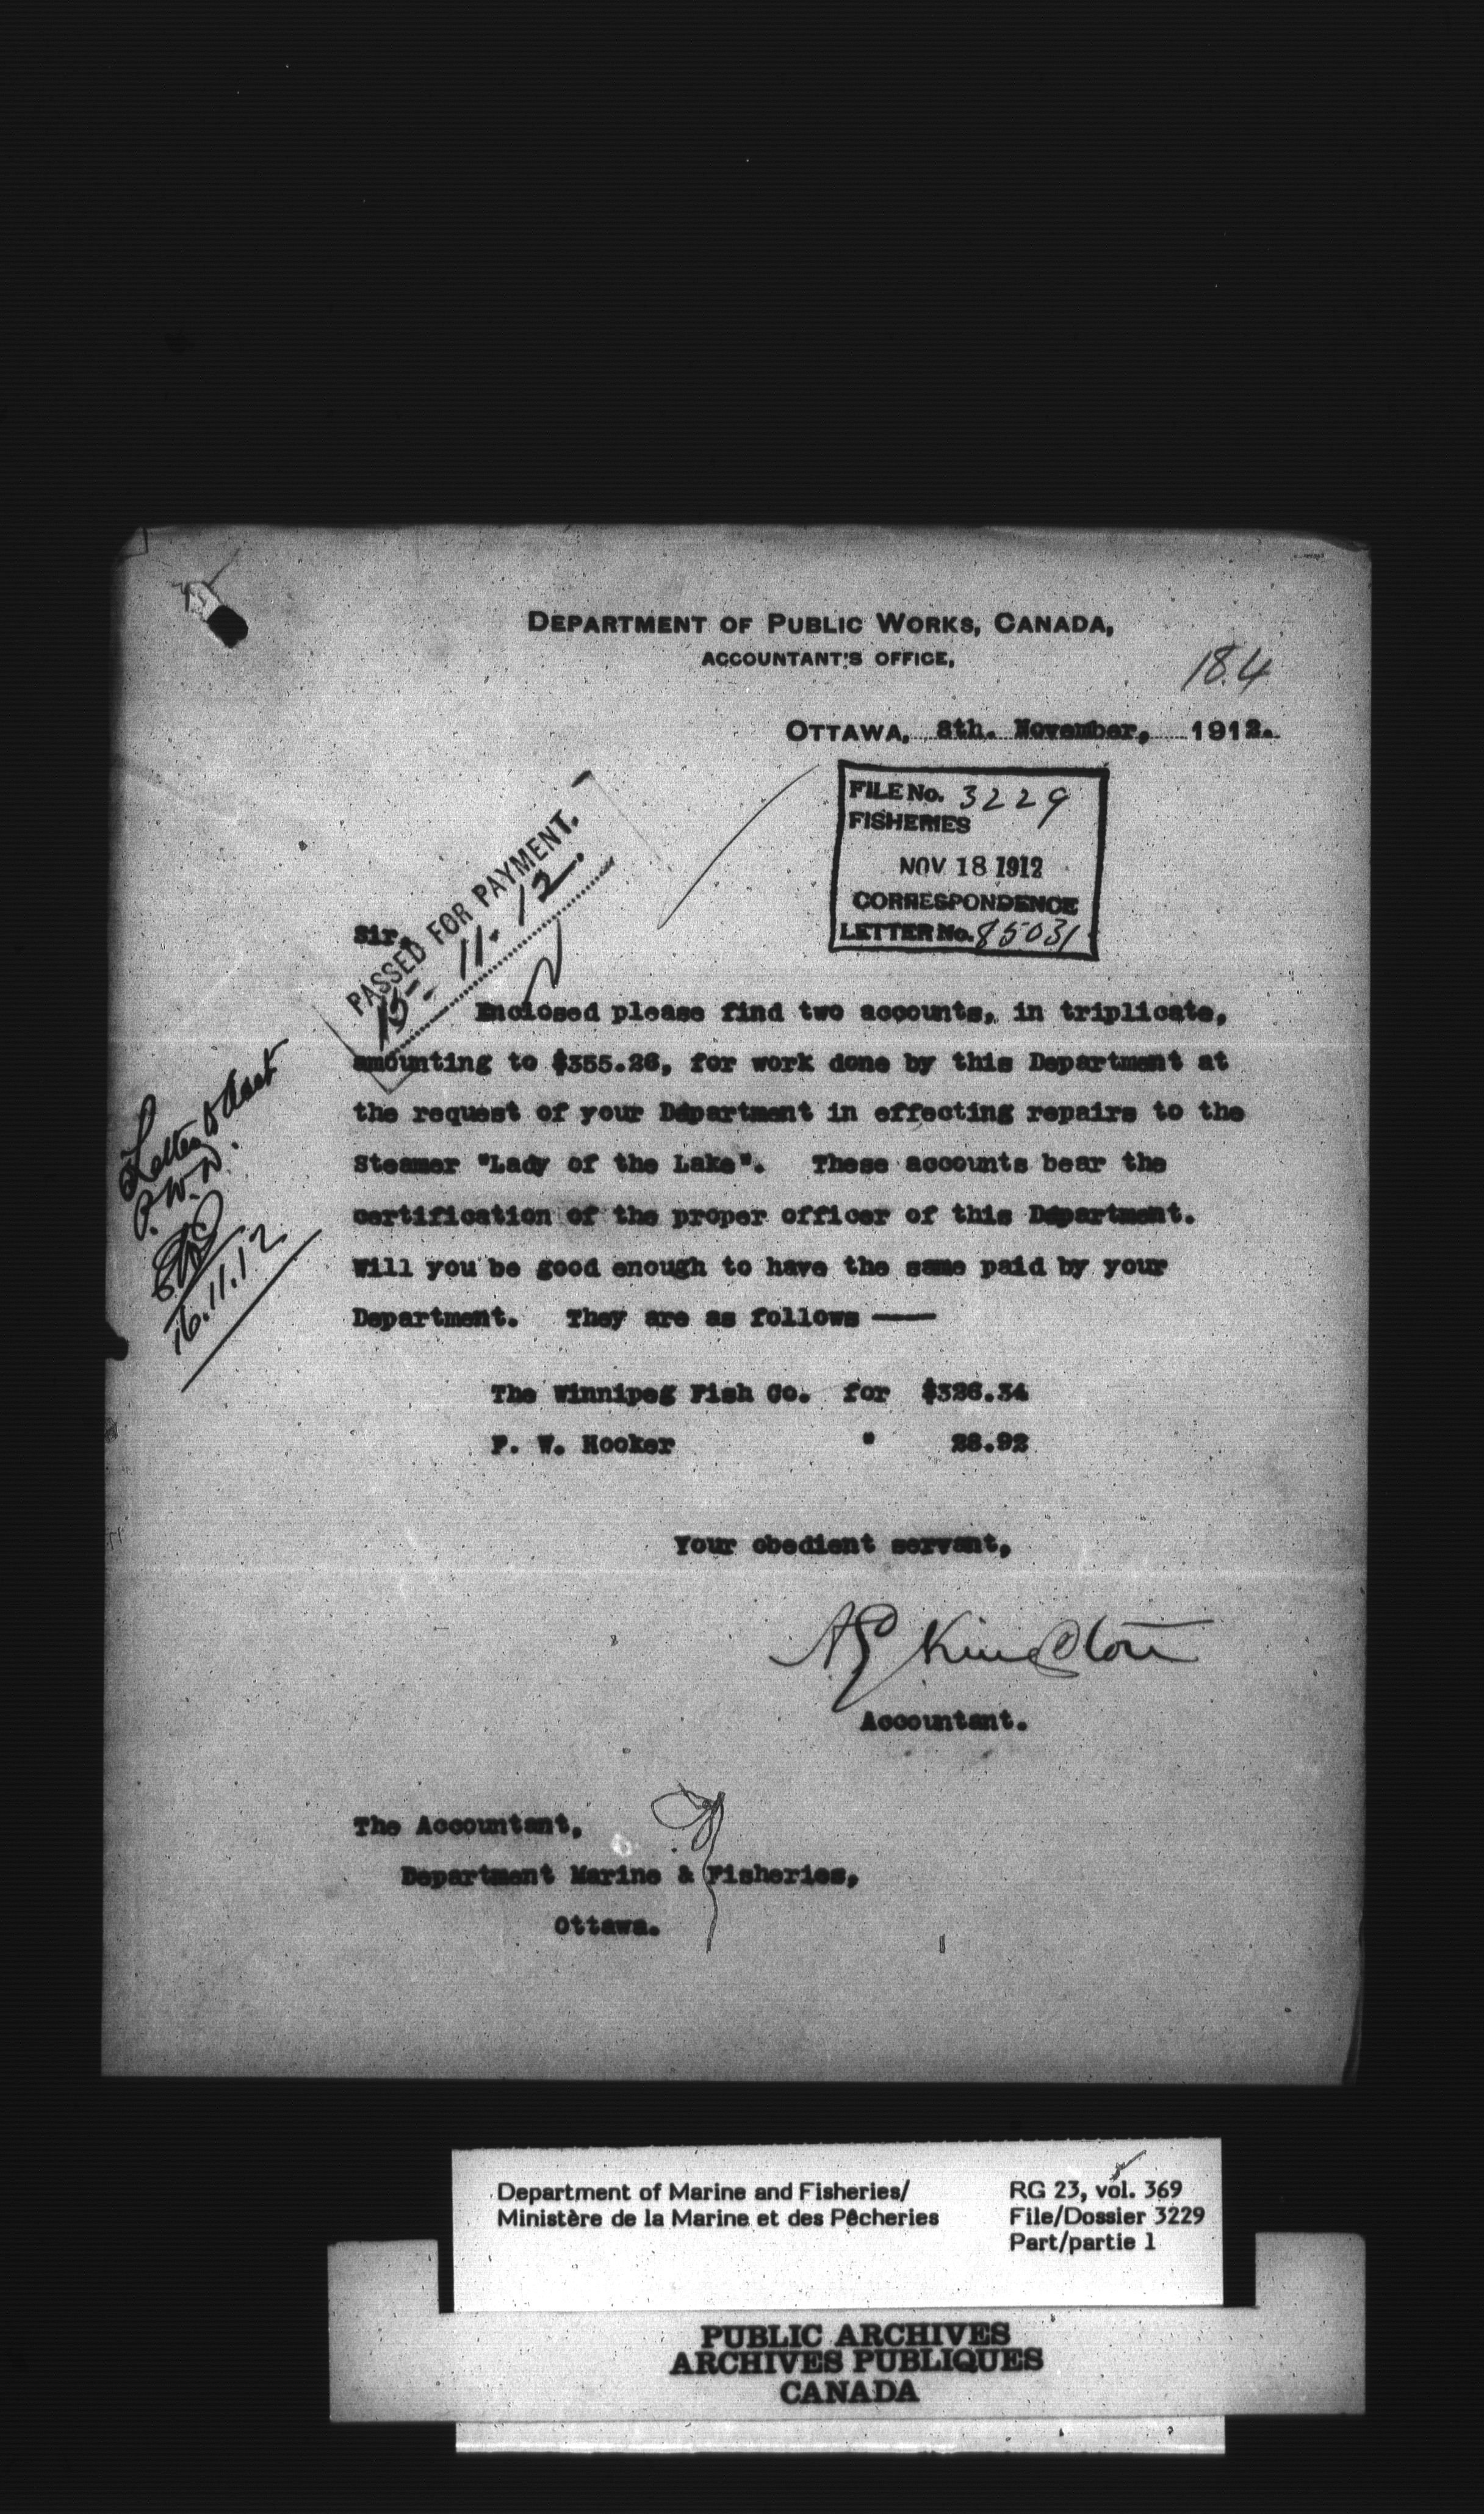 DEPARTMENT OF PUBLIC WORKS, CANADA,
ACCOUNTANT'S OFFICE,
184
OTTAWA, 8th. November, 1912.
FILE No. 3229
FISHERIES
NOV 18 1912
CORRESPONDENCE
LETTER No. 85031
PASSED FOR PAYMENT.
15-11.12.
Sir,
Enclosed please find two accounts, in triplicate,
amounting to $355.26, for work done by this Department at
the request of your Department in effecting repairs to the
Steamer "Lady of the Lake". These accounts bear the
certification of the proper officer of this Department.
Will you be good enough to have the same paid by your
Department. They are as follows ——
Letter
P.W.D.
16.11.12
The Winnipeg Fish Co. for $326.34
F. W. Hooker " 28.92
Your obedient servant,
Accountant.
The Accountant,
Department Marine & Fisheries,
Ottawa.
Department of Marine and Fisheries/
Ministère de la Marine et des Pêcheries
RG 23, vol. 369
File/Dossier 3229
Part/partie 1
PUBLIC ARCHIVES
ARCHIVES PUBLIQUES
CANADA